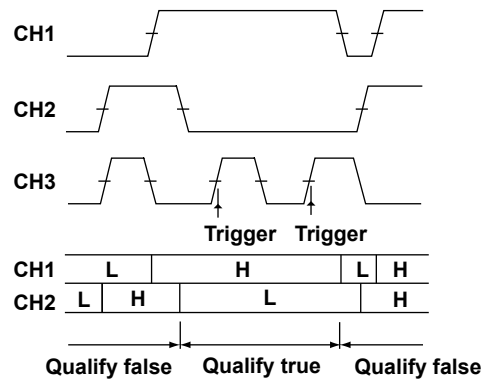 CH1
CH2
CH3
Trigger Trigger
CH1 L H L H
CH2 L H L H
Qualify false Qualify true Qualify false